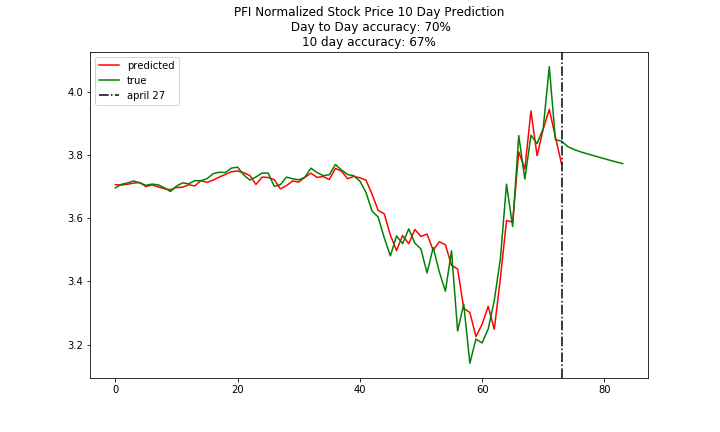 PFI Normalized Stock Price 10 Day Prediction
Day to Day accuracy: 70%
10 day accuracy: 67%
predicted
true
april 27
4.0
3.8
3.6
3.4
3.2
0 20 40 60 80